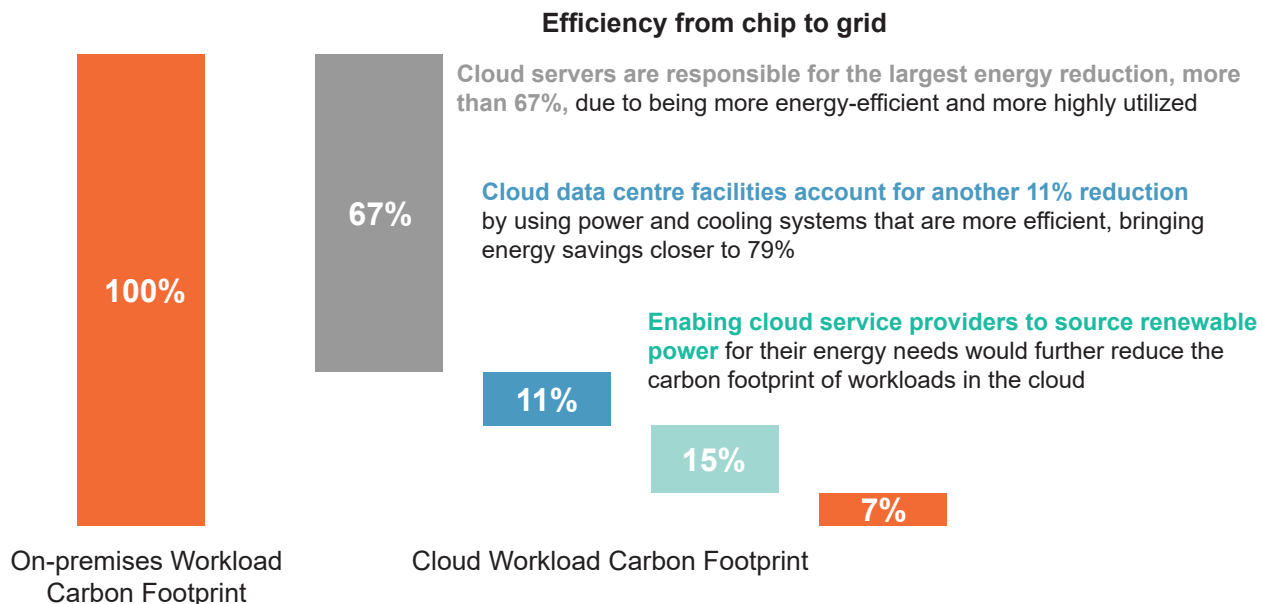 Efficiency from chip to grid
Cloud servers are responsible for the largest energy reduction, more
than 67%, due to being more energy-efficient and more highly utilized
Cloud data centre facilities account for another 11% reduction
by using power and cooling systems that are more efficient, bringing
energy savings closer to 79%
Enabing cloud service providers to source renewable
power for their energy needs would further reduce the
carbon footprint of workloads in the cloud
100%
67%
11%
15%
7%
On-premises Workload
Carbon Footprint
Cloud Workload Carbon Footprint